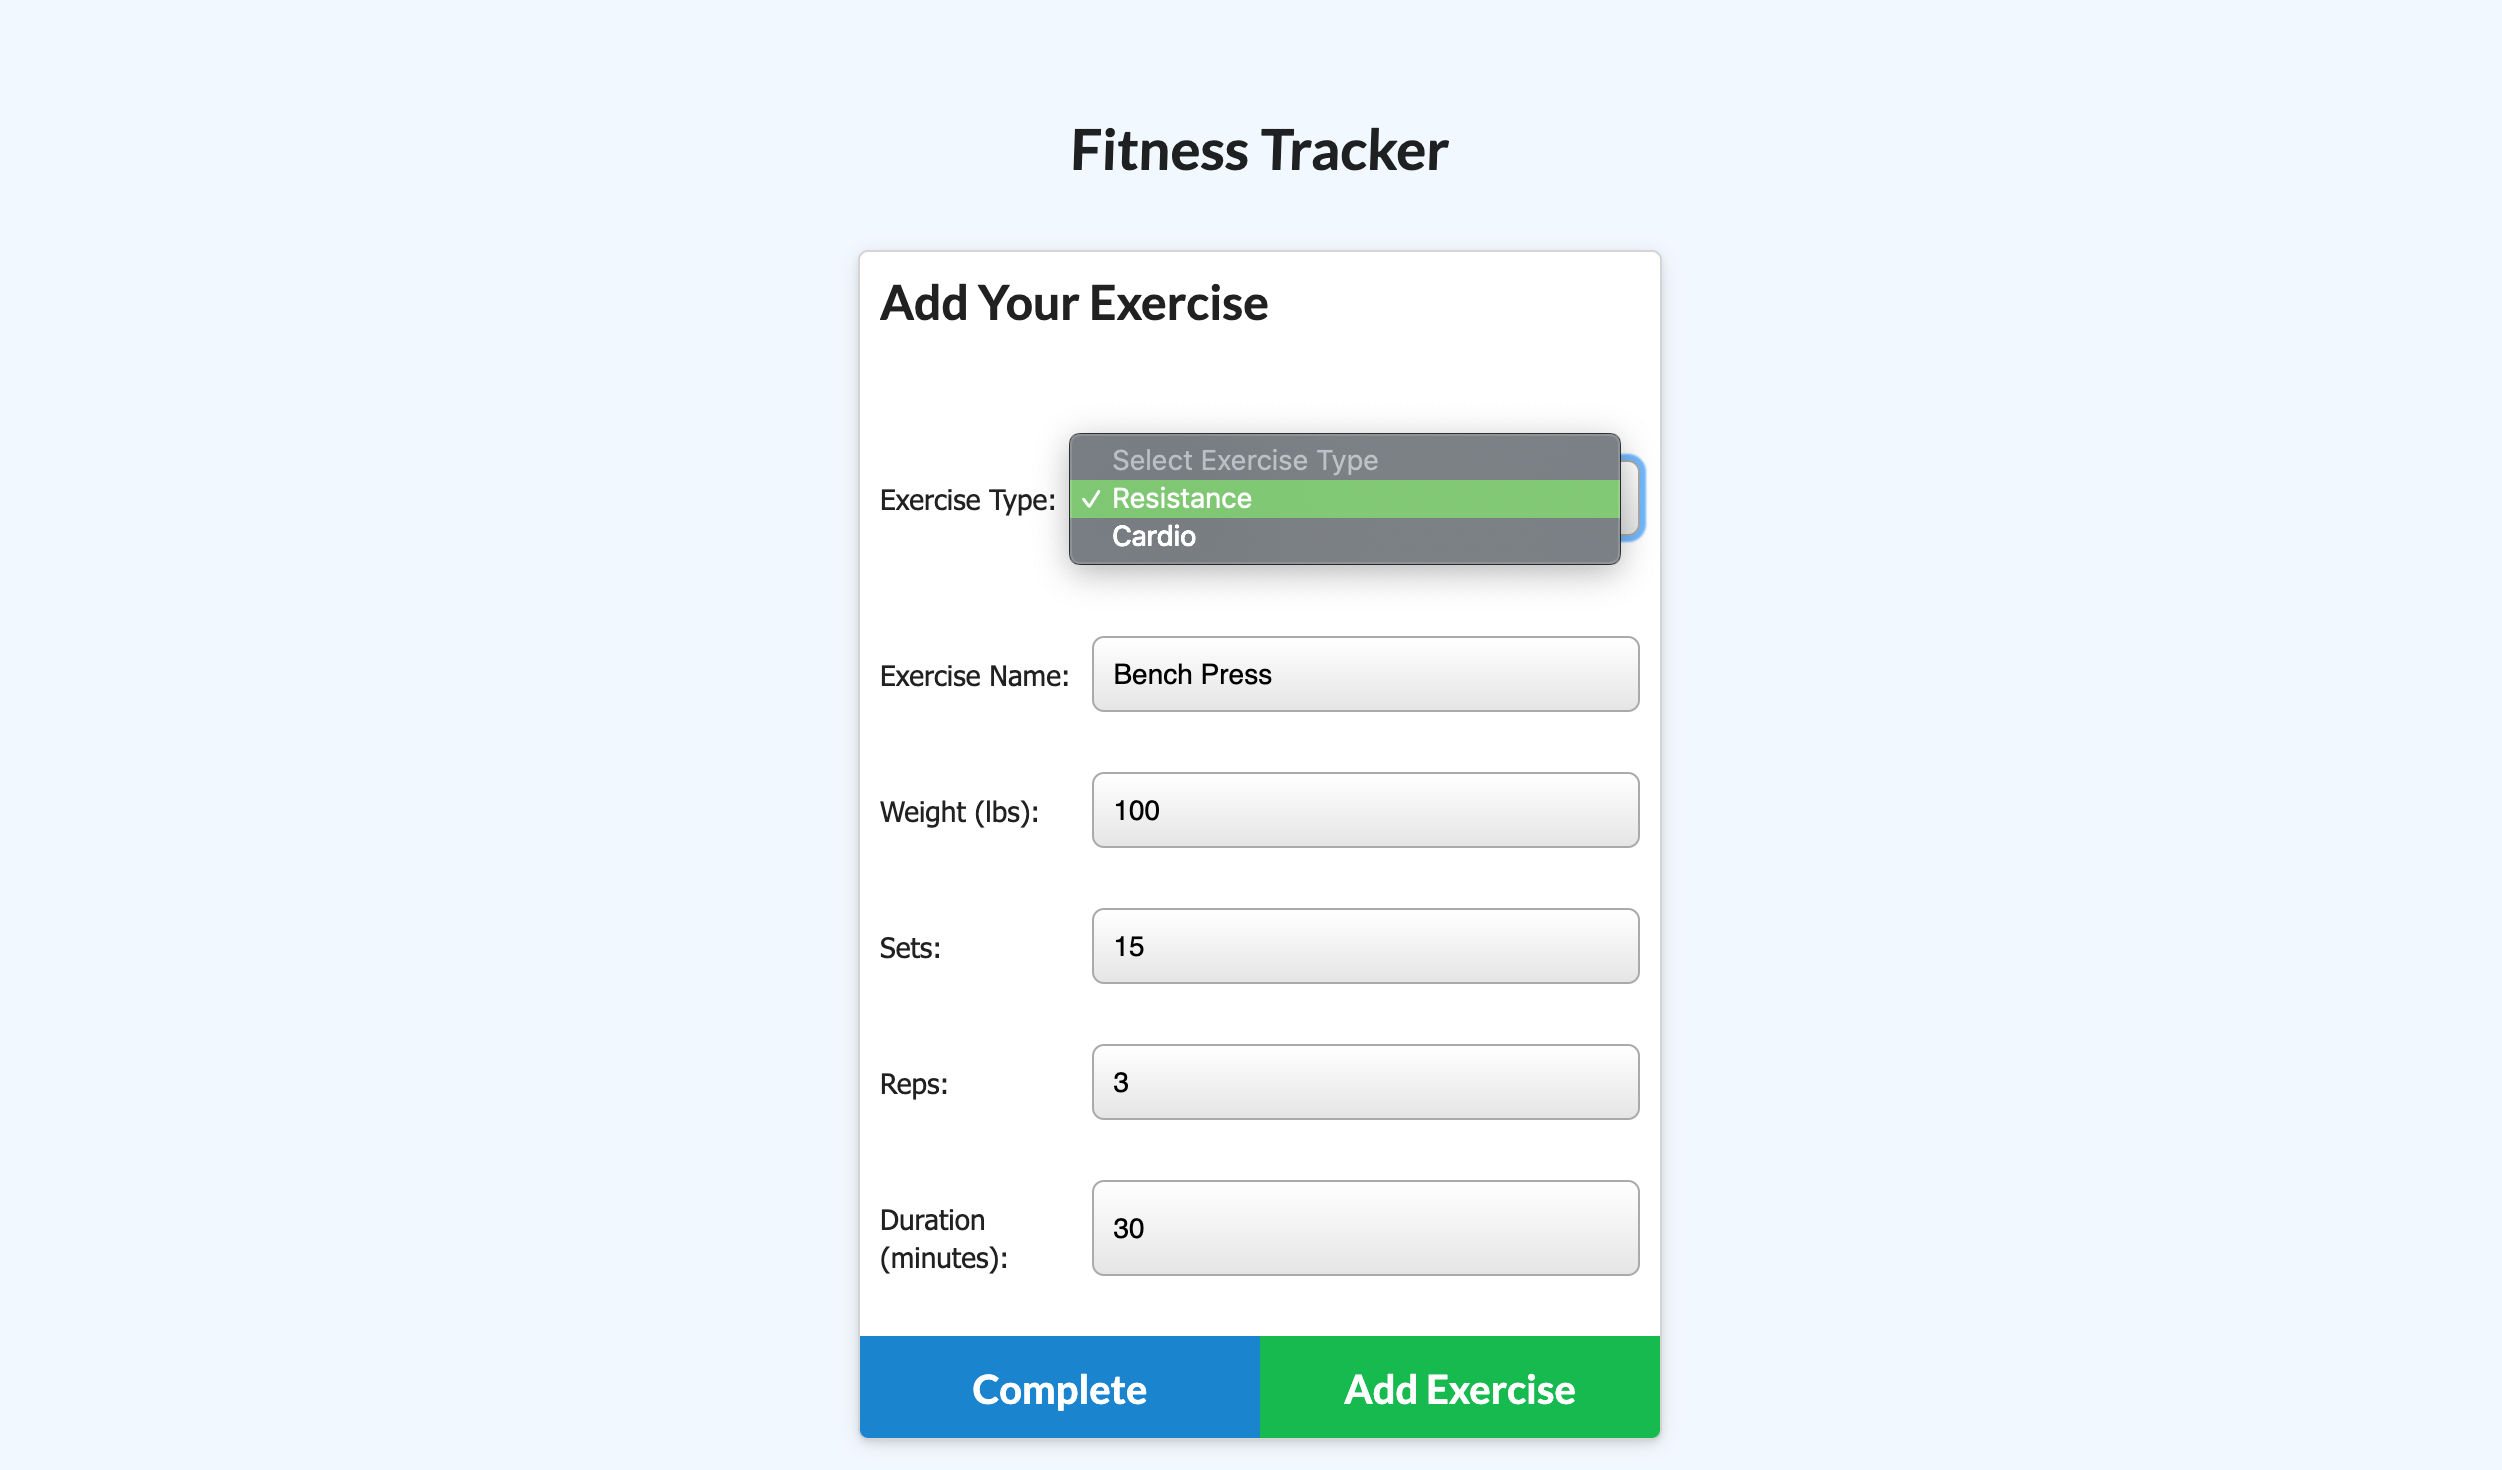 Fitness Tracker
Add Your Exercise
Exercise Type:
Select Exercise Type
✓ Resistance
Cardio
Exercise Name: Bench Press
Weight (lbs): 100
Sets: 15
Reps: 3
Duration
(minutes): 30
Complete Add Exercise